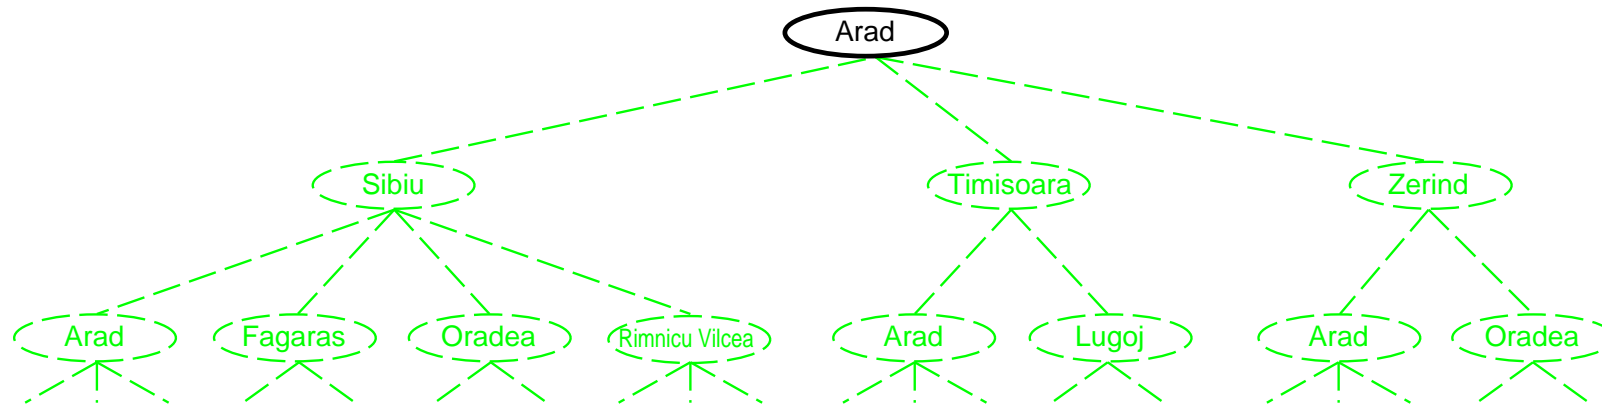 Arad
Sibiu
Timisoara
Zerind
Arad
Fagaras
Oradea
Rimnicu Vilcea
Arad
Lugoj
Arad
Oradea